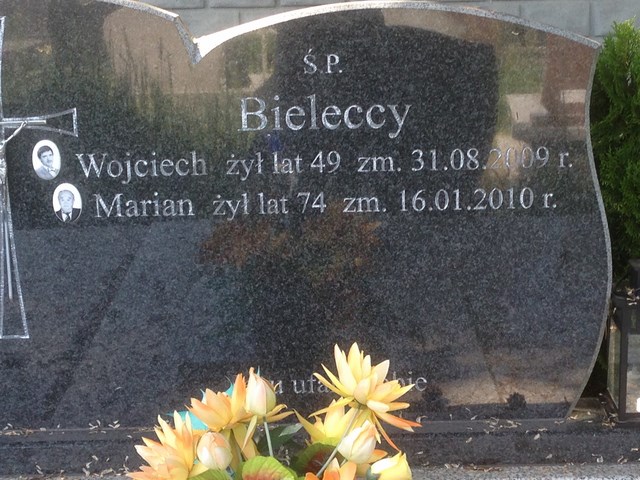 Ś.P.
Bieleccy
Wojciech żył lat 49 zm. 31.08.2009 r.
Marian żył lat 74 zm. 16.01.2010 r.